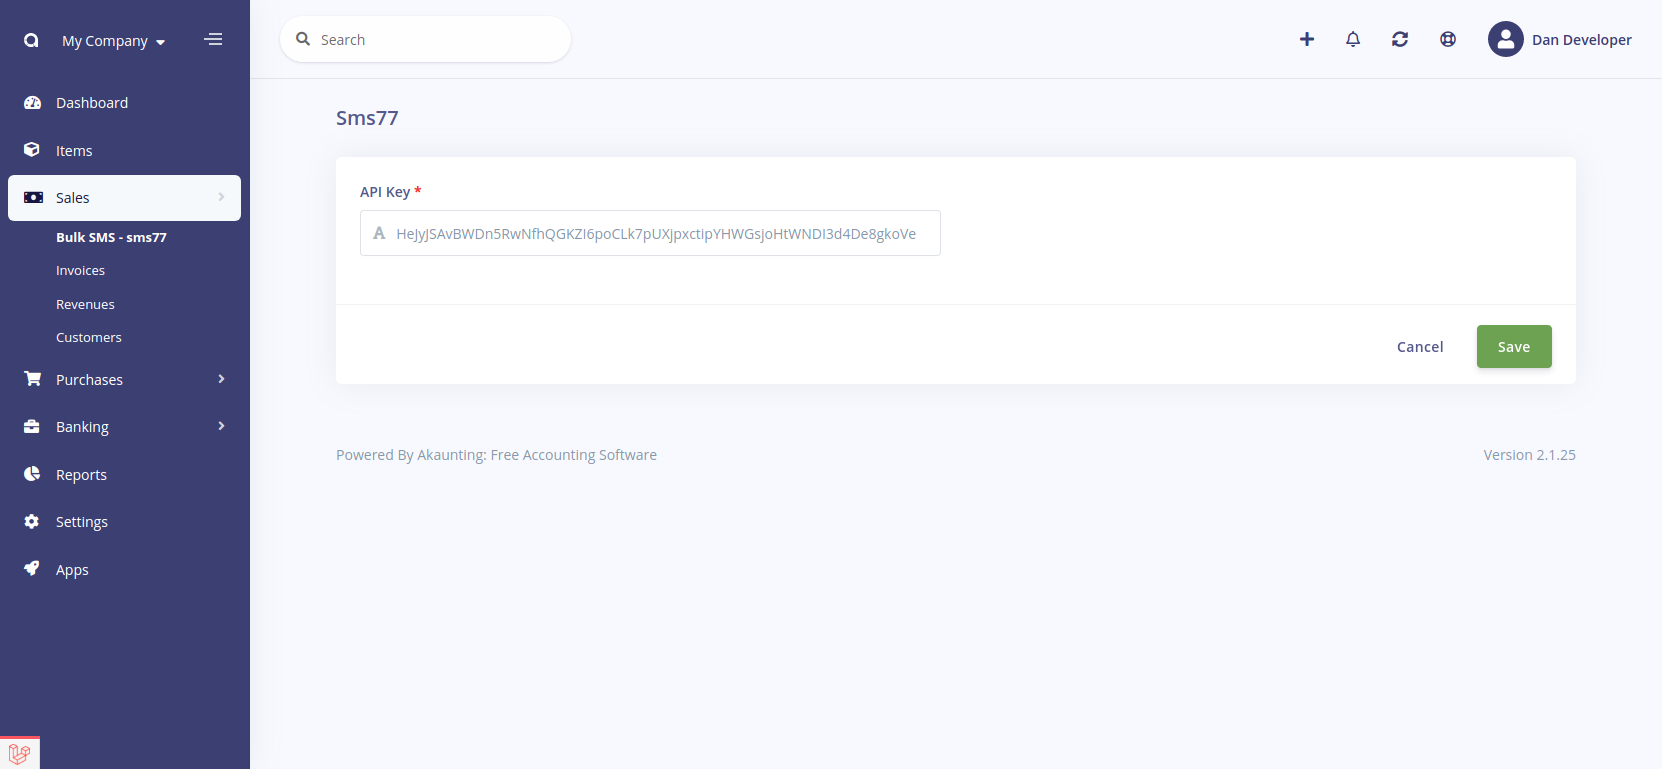 My Company
Search
Dan Developer
Dashboard
Items
Sales
Bulk SMS - sms77
Invoices
Revenues
Customers
Purchases
Banking
Reports
Settings
Apps
Sms77
API Key *
HeJyJSAvBWDn5RwNfhQGKZI6poCLk7pUXjpxctipYHWGsjoHtWNDI3d4De8gkoVe
Cancel
Save
Powered By Akaunting: Free Accounting Software
Version 2.1.25